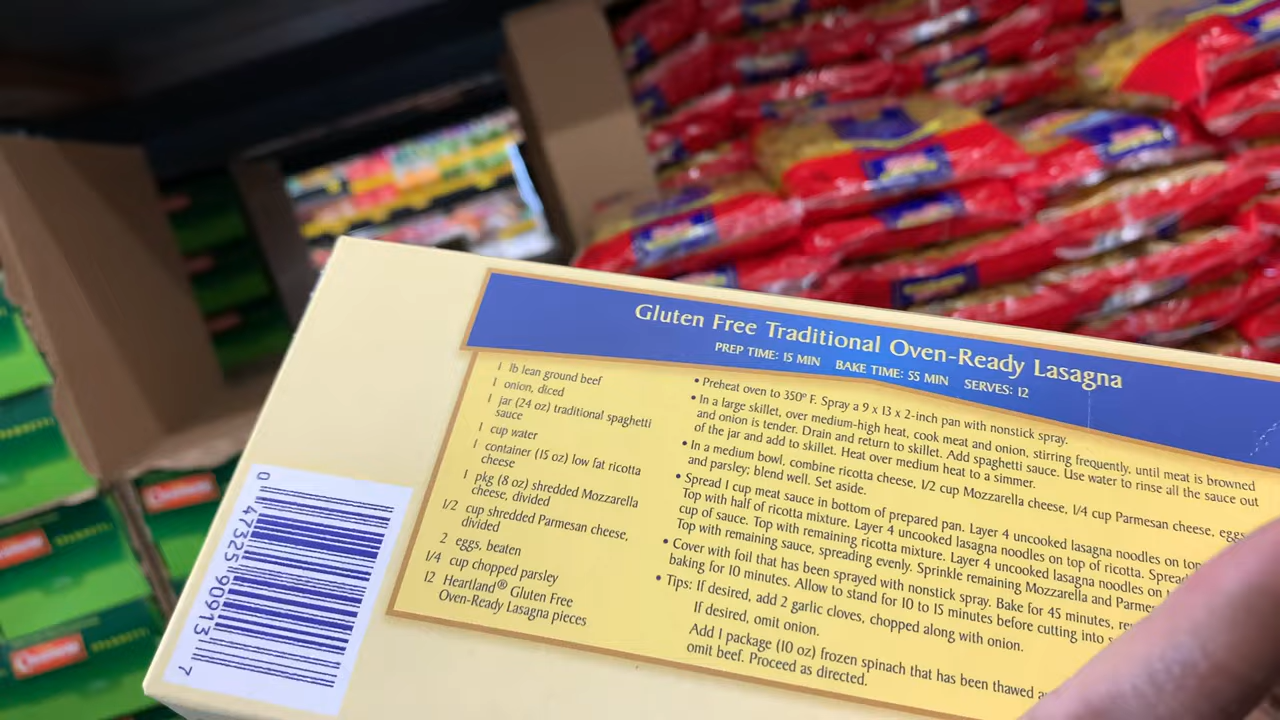 Gluten Free Traditional Oven-Ready Lasagna
PREP TIME: 15 MIN BAKE TIME: 55 MIN SERVES: 12
1 lb lean ground beef
1 onion, diced
1 jar (24 oz) traditional spaghetti
sauce
1 cup water
1 container (15 oz) low fat ricotta
cheese
1 pkg (8 oz) shredded Mozzarella
cheese, divided
1/2 cup shredded Parmesan cheese,
divided
2 eggs, beaten
1/4 cup chopped parsley
12 Heartland® Gluten Free
Oven-Ready Lasagna pieces
• Preheat oven to 350º F. Spray a 9 x 13 x 2-inch pan with nonstick spray.
• In a large skillet, over medium-high heat, cook meat and onion, stirring frequently, until meat is browned
and onion is tender. Drain and return to skillet. Add spaghetti sauce. Use water to rinse all the sauce out
of the jar and add to skillet. Heat over medium heat to a simmer.
• In a medium bowl, combine ricotta cheese, 1/2 cup Mozzarella cheese, 1/4 cup Parmesan cheese, eggs
and parsley; blend well. Set aside.
• Spread 1 cup meat sauce in bottom of prepared pan. Layer 4 uncooked lasagna noodles on top
Top with half of ricotta mixture. Layer 4 uncooked lasagna noodles on top of ricotta. Spread
cup of sauce. Top with remaining ricotta mixture. Layer 4 uncooked lasagna noodles on
Top with remaining sauce, spreading evenly. Sprinkle remaining Mozzarella and
• Cover with foil that has been sprayed with nonstick spray. Bake for 45 minutes,
baking for 10 minutes. Allow to stand for 10 to 15 minutes before cutting into
• Tips: If desired, add 2 garlic cloves, chopped along with onion.
If desired, omit onion.
Add 1 package (10 oz) frozen spinach that has been thawed
omit beef. Proceed as directed.
0 47325 90913 7